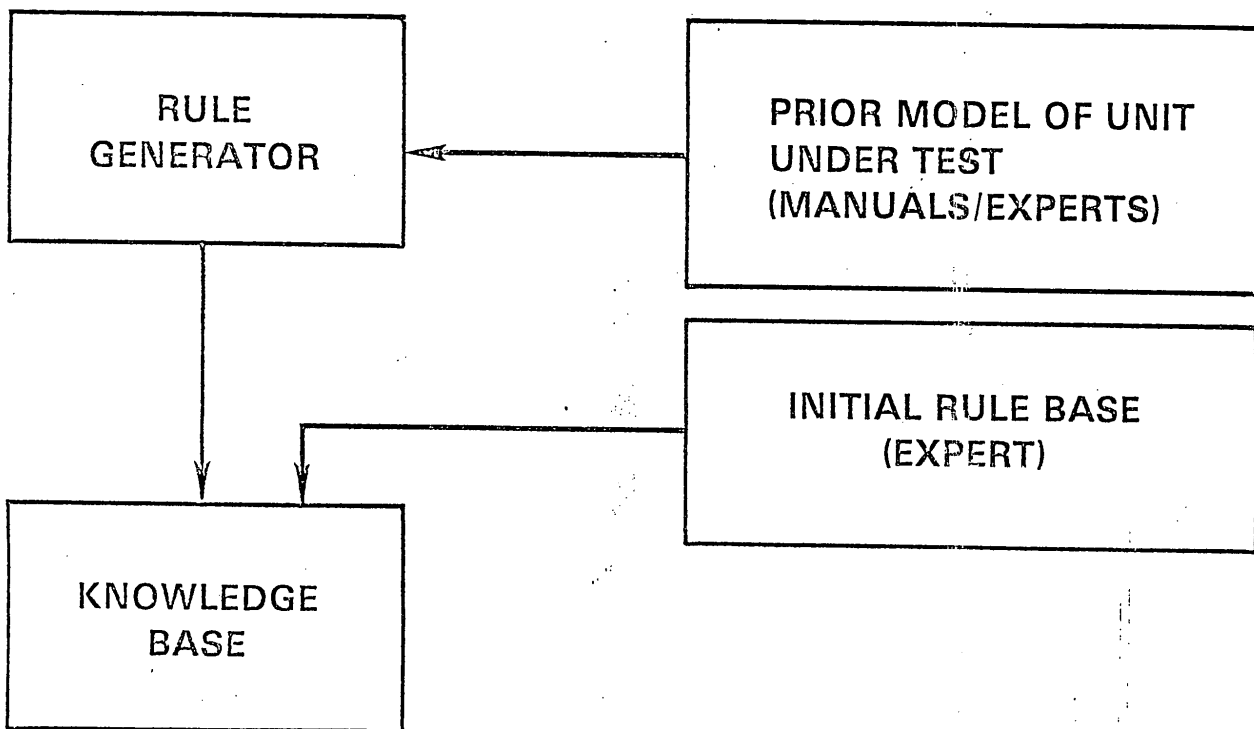 RULE
GENERATOR
PRIOR MODEL OF UNIT
UNDER TEST
(MANUALS/EXPERTS)
INITIAL RULE BASE
(EXPERT)
KNOWLEDGE
BASE